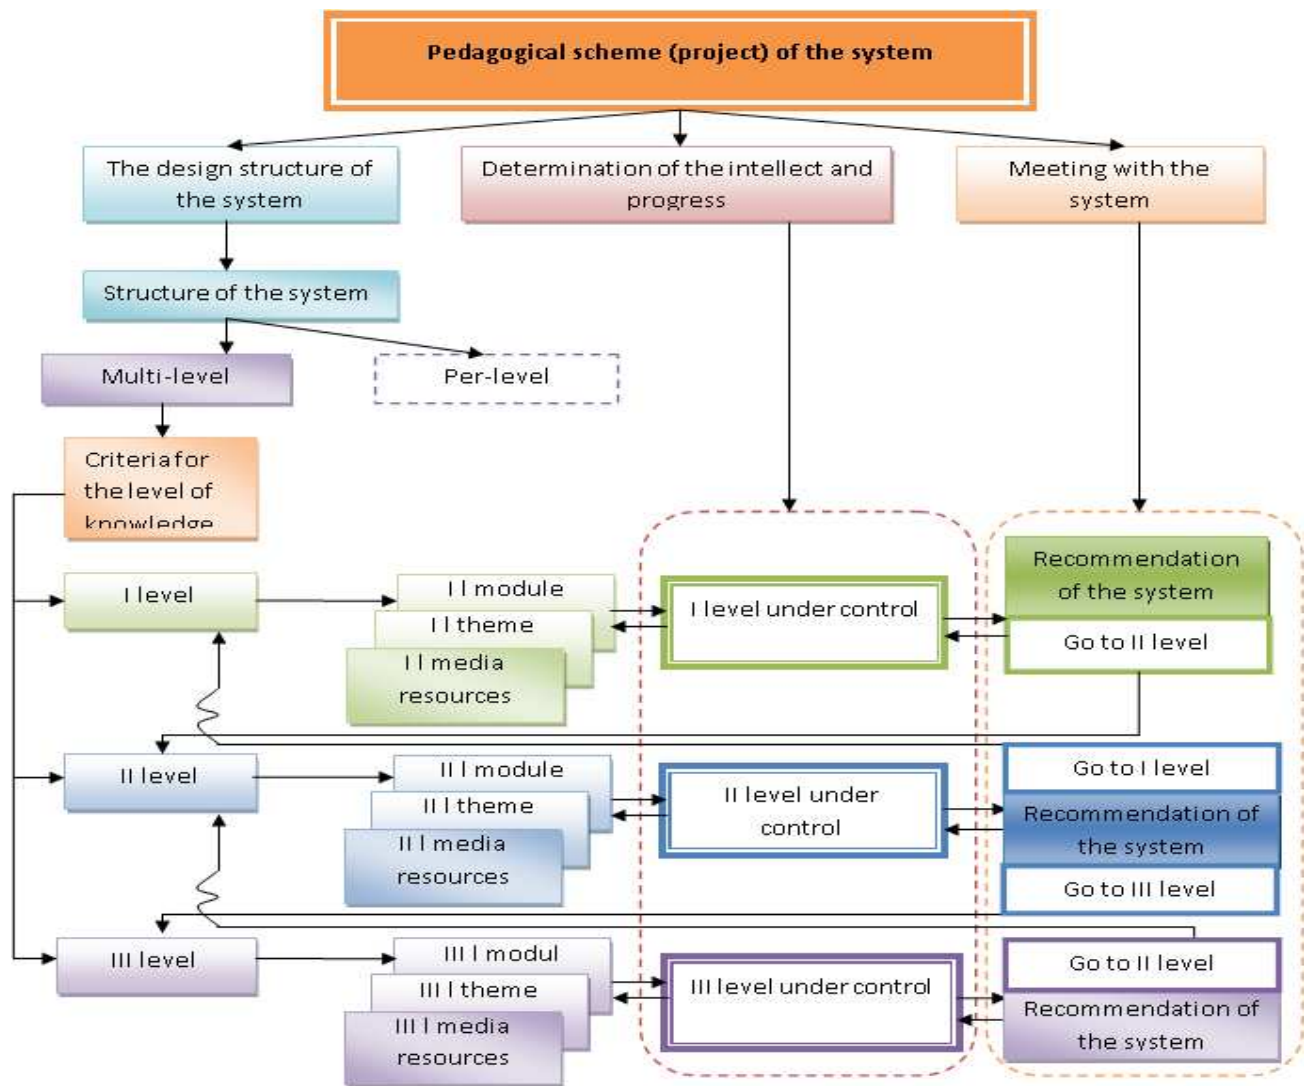 Pedagogical scheme (project) of the system
The design structure of
the system
Determination of the intellect and
progress
Meeting with the
system
Structure of the system
Multi-level
Per-level
Criteria for
the level of
knowledge
I level
I l module
I l theme
I l media
resources
I level under control
Recommendation
of the system
Go to II level
II level
II l module
II l theme
II l media
resources
II level under
control
Go to I level
Recommendation of
the system
Go to III level
III level
III l modul
III l theme
III l media
resources
III level under control
Go to II level
Recommendation of
the system